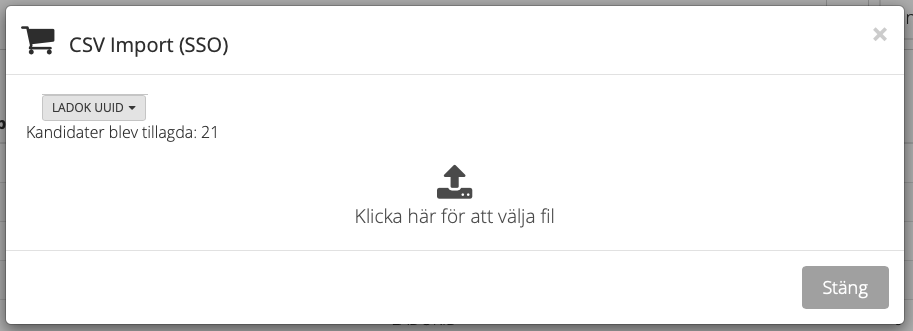 CSV Import (SSO)
LADOK UUID
Kandidater blev tillagda: 21
Klicka här för att välja fil
Stäng